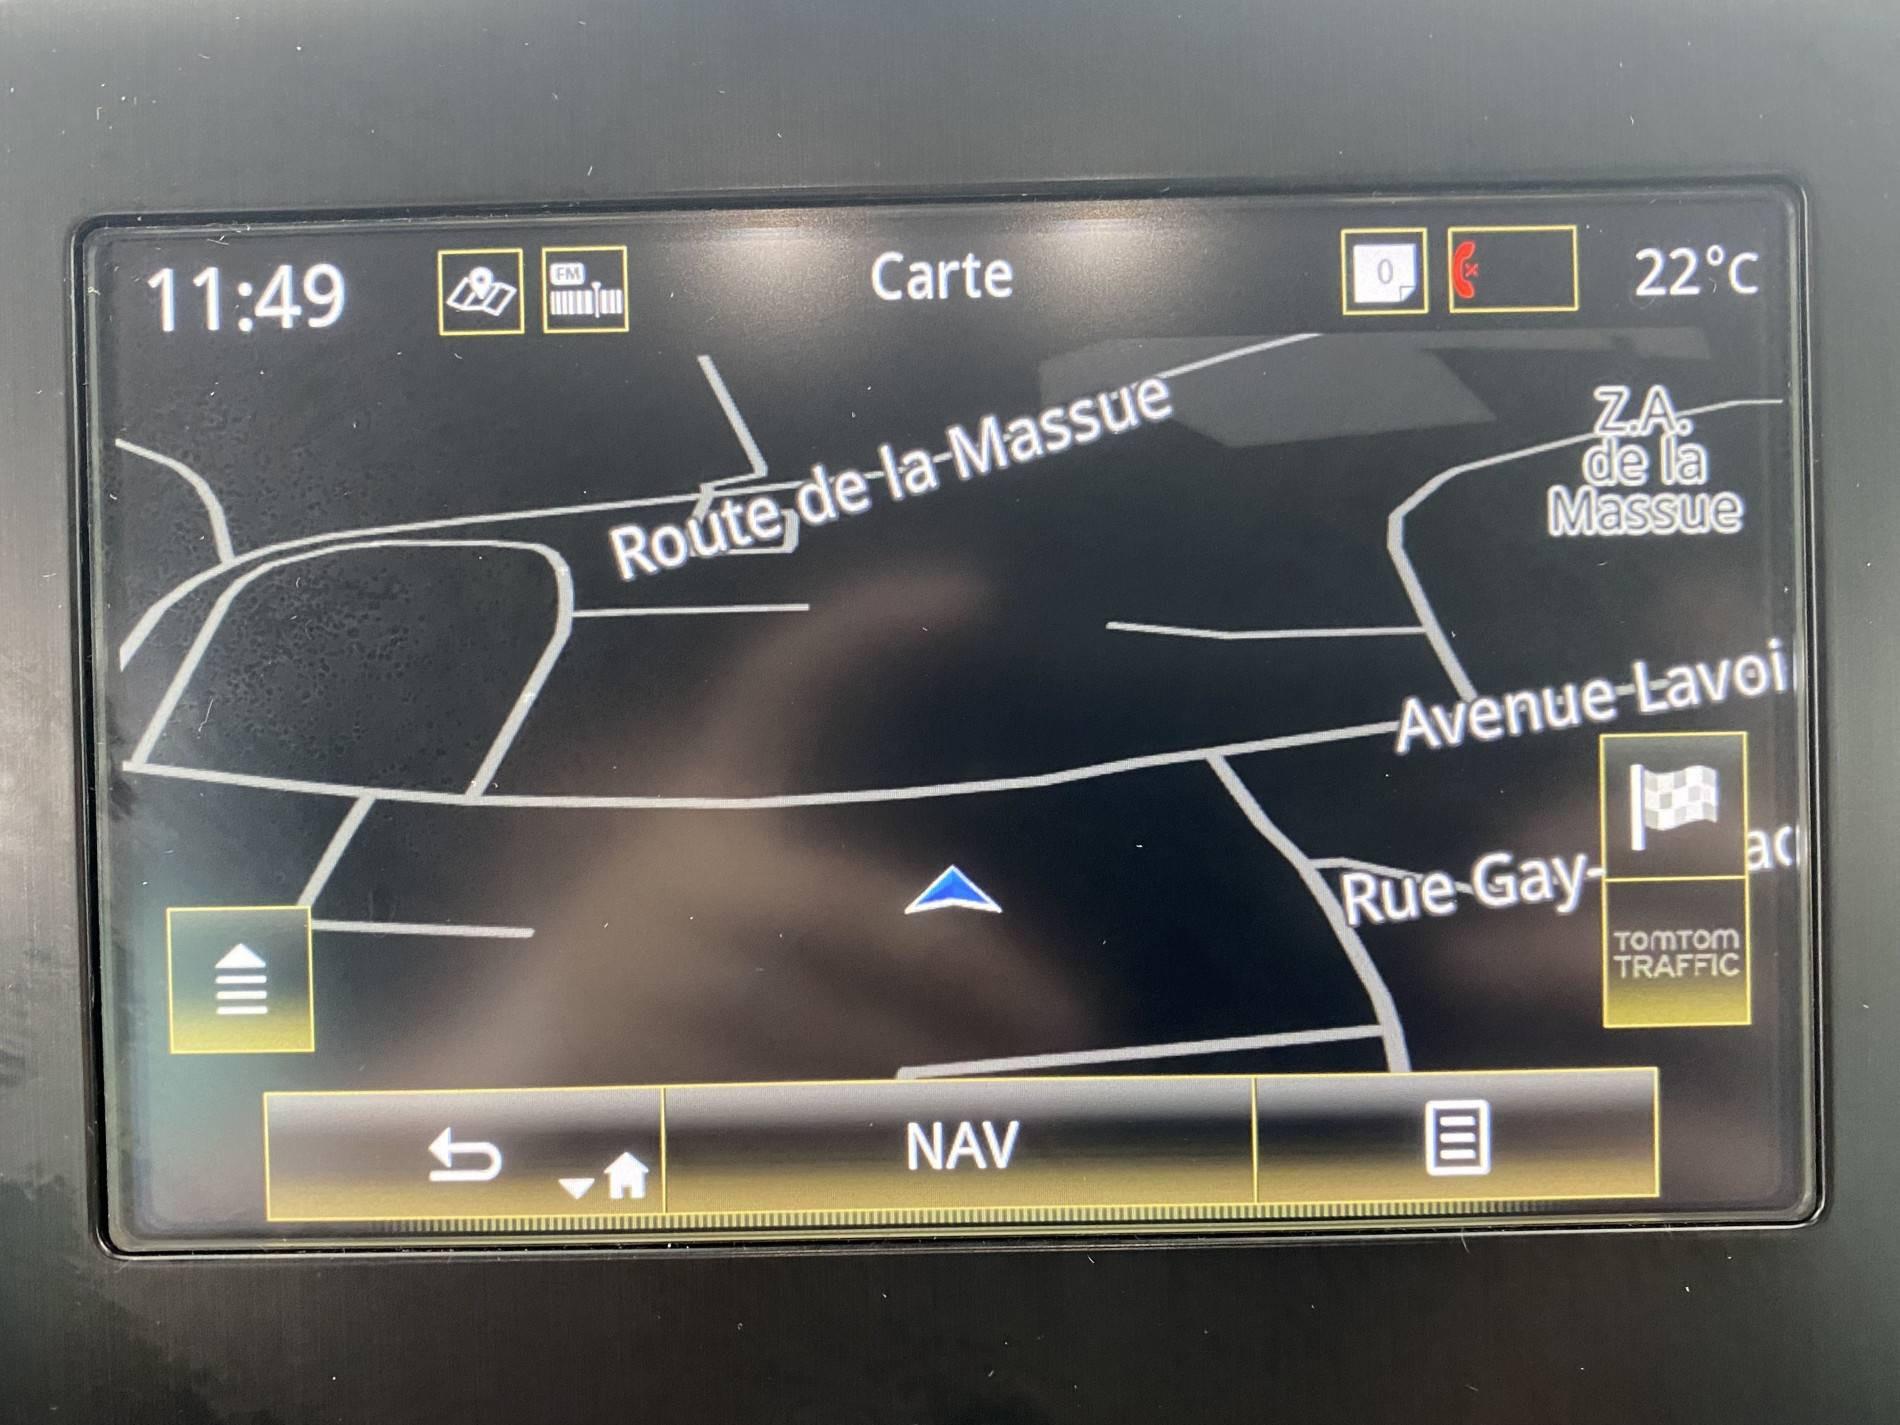 11:49
FM
Carte
0
22°C
Route de la Massue
Z.A.
de la
Massue
Avenue Lavoi
Rue Gay-
TOMTOM
TRAFFIC
NAV